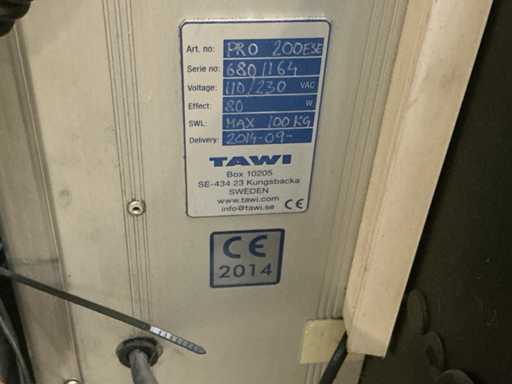 Art. no: PRO 200ESE
Serie no: 680/164
Voltage: 110/230 VAC
Effect: 80 W
SWL: MAX 100 KG
Delivery: 2014-09-
TAWI
Box 10205
SE-434 23 Kungsbacka
SWEDEN
www.tawi.com
info@tawi.se CE
CE
2014